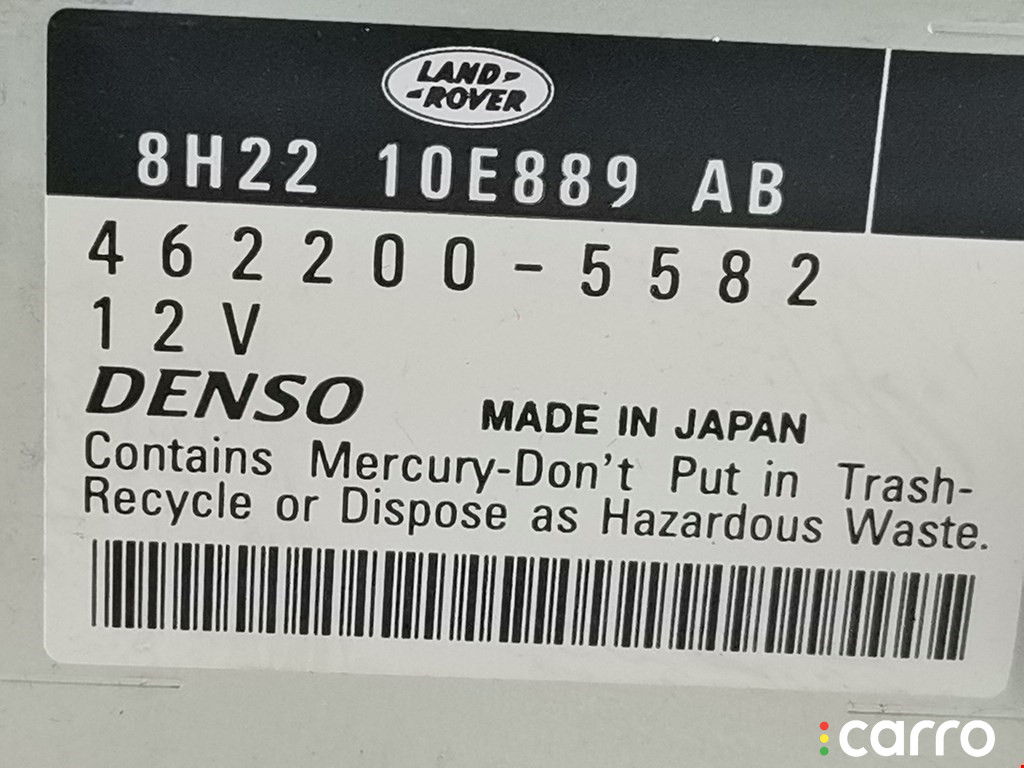 LAND-
-ROVER
8H22 10E889 AB
462200-5582
12V
DENSO
MADE IN JAPAN
Contains Mercury-Don't Put in Trash-
Recycle or Dispose as Hazardous Waste.
carro